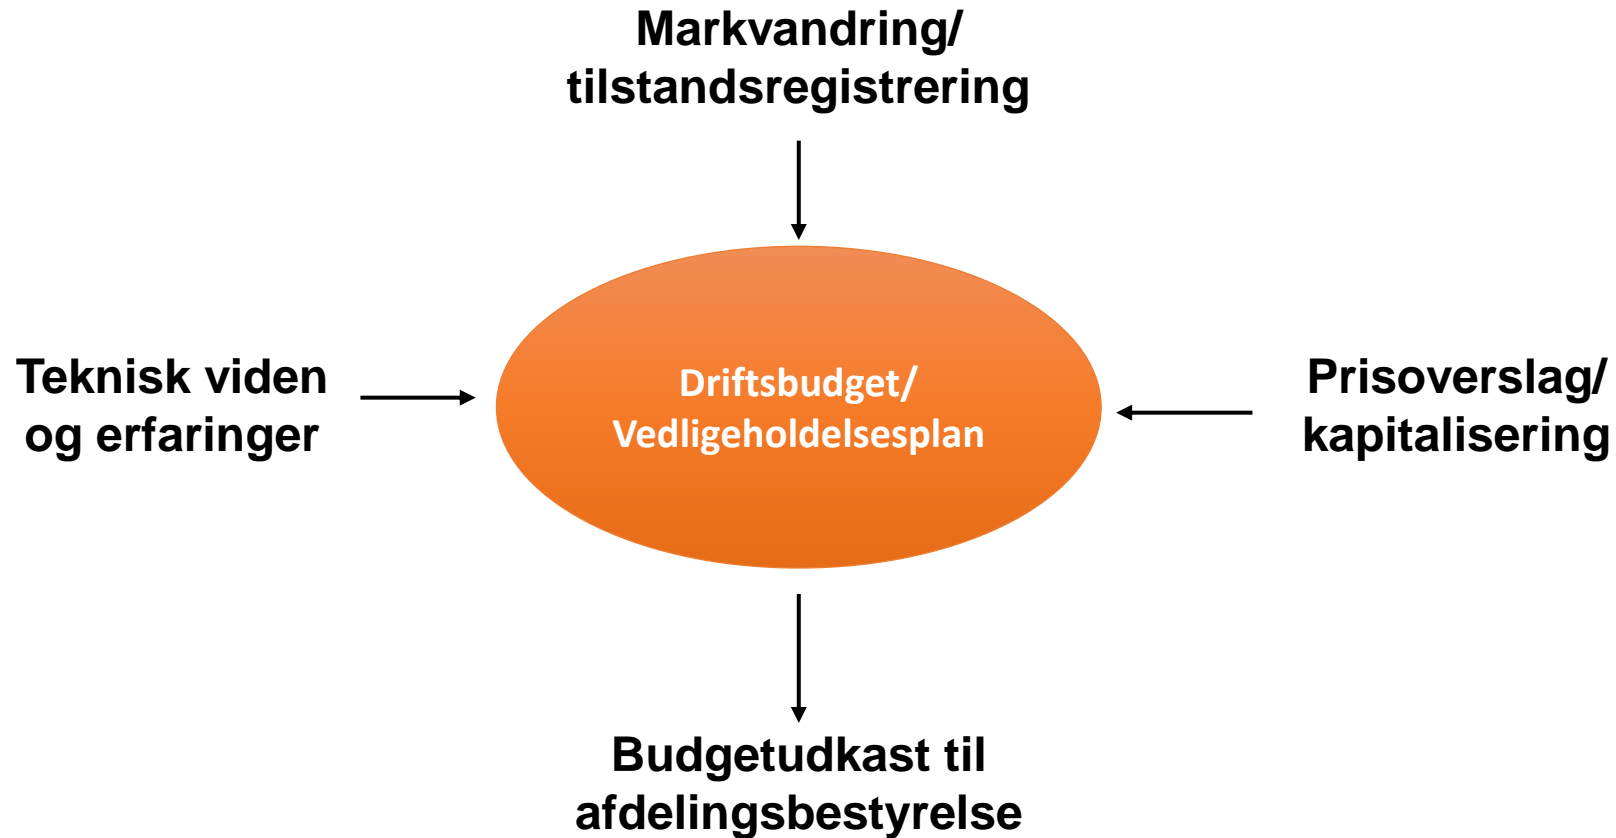 Markvandring/
tilstandsregistrering
Teknisk viden
og erfaringer
Driftsbudget/
Vedligeholdelsesplan
Prisoverslag/
kapitalisering
Budgetudkast til
afdelingsbestyrelse